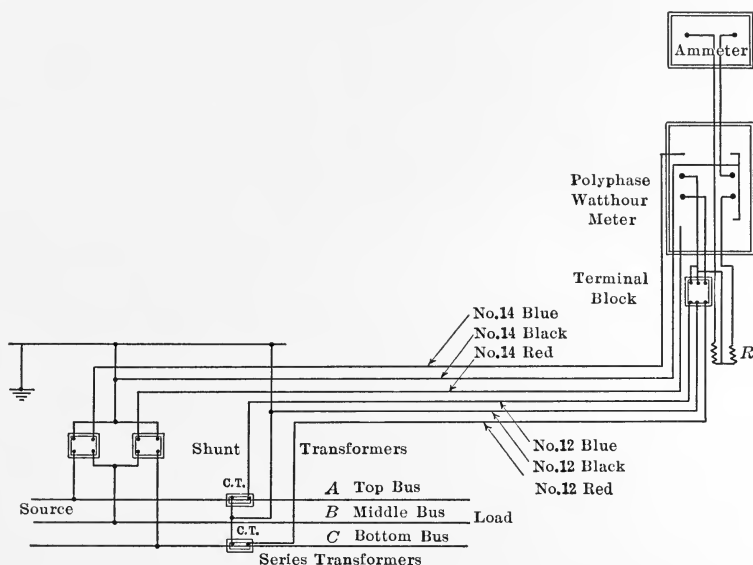 Ammeter
Polyphase
Watthour
Meter
Terminal
Block
No.14 Blue
No.14 Black
No.14 Red
R
Shunt Transformers
No.12 Blue
No.12 Black
No.12 Red
C.T.
A Top Bus
Source
B Middle Bus
Load
C.T.
C Bottom Bus
Series Transformers